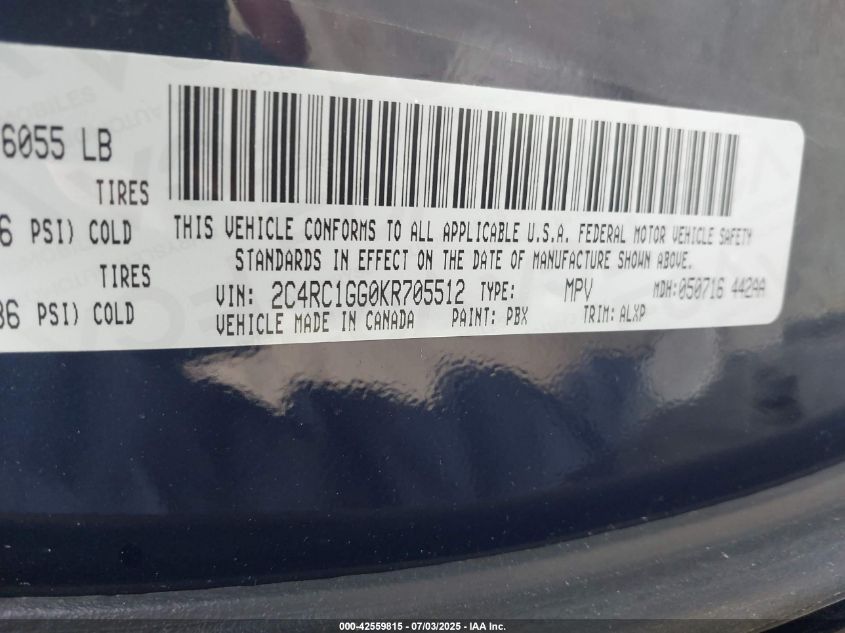 6055 LB
TIRES
6 PSI) COLD
TIRES
36 PSI) COLD
THIS VEHICLE CONFORMS TO ALL APPLICABLE U.S.A. FEDERAL MOTOR VEHICLE SAFETY
STANDARDS IN EFFECT ON THE DATE OF MANUFACTURE SHOWN ABOVE.
VIN: 2C4RC1GG0KR705512 TYPE: MPV MDH:050716 442AA
VEHICLE MADE IN CANADA PAINT: PBX TRIM: ALXP
000-42559815 - 07/03/2025 - IAA Inc.